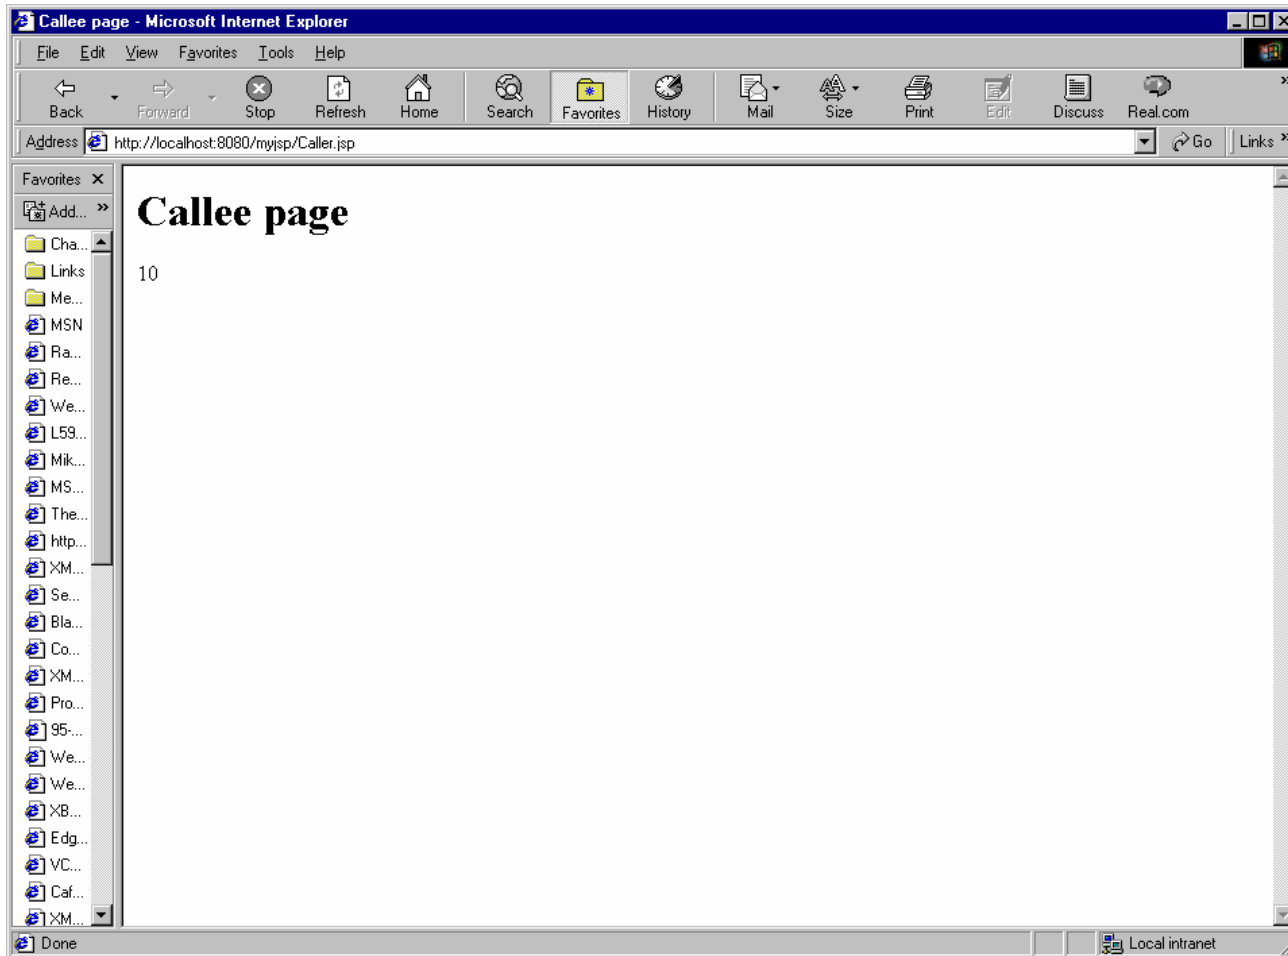 Callee page - Microsoft Internet Explorer
File Edit View Favorites Tools Help
Back Forward Stop Refresh Home Search Favorites History Mail Size Print Edit Discuss Real.com »
Address http://localhost:8080/myjsp/Caller.jsp Go Links »
Favorites
Add... »
Callee page
10
Cha...
Links
Me...
MSN
Ra...
Re...
We...
L59...
Mik...
MS...
The...
http...
XM...
Se...
Bla...
Co...
XM...
Pro...
95-...
We...
We...
XB...
Edg...
VC...
Caf...
XM...
Done Local intranet